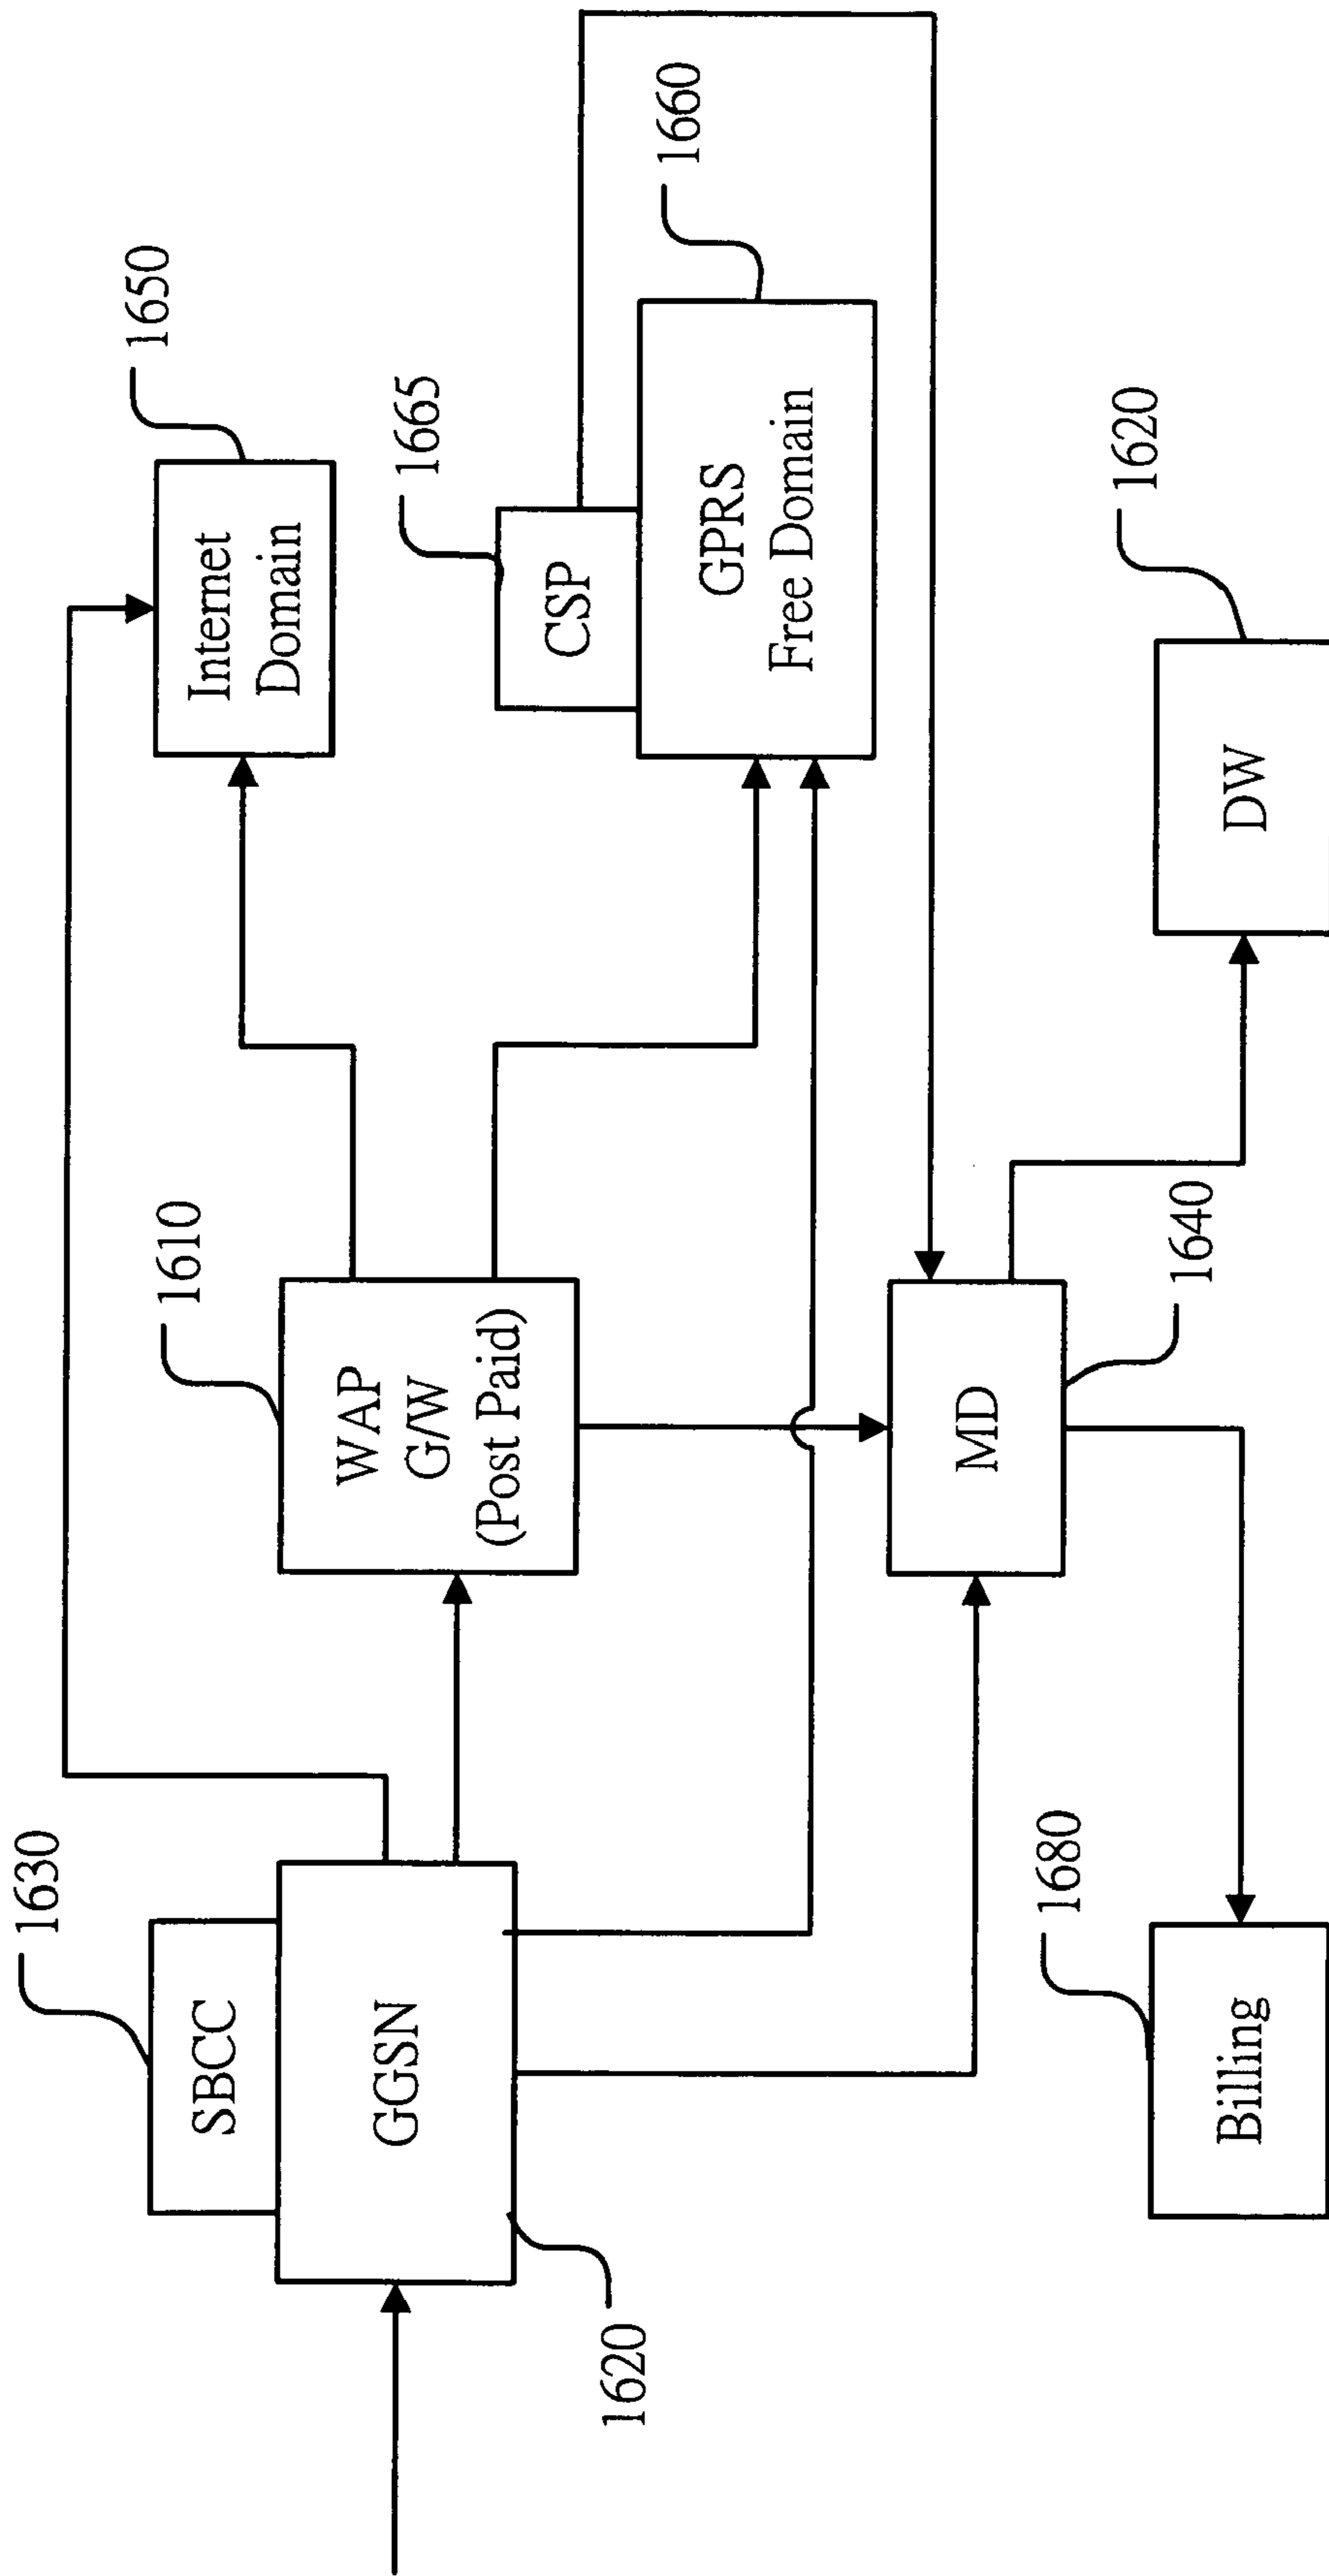 1630
SBCC
GGSN
1620
1610
WAP
G/W
(Post Paid)
1650
Internet
Domain
1665
CSP
1660
GPRS
Free Domain
MD
1640
1680
Billing
1620
DW